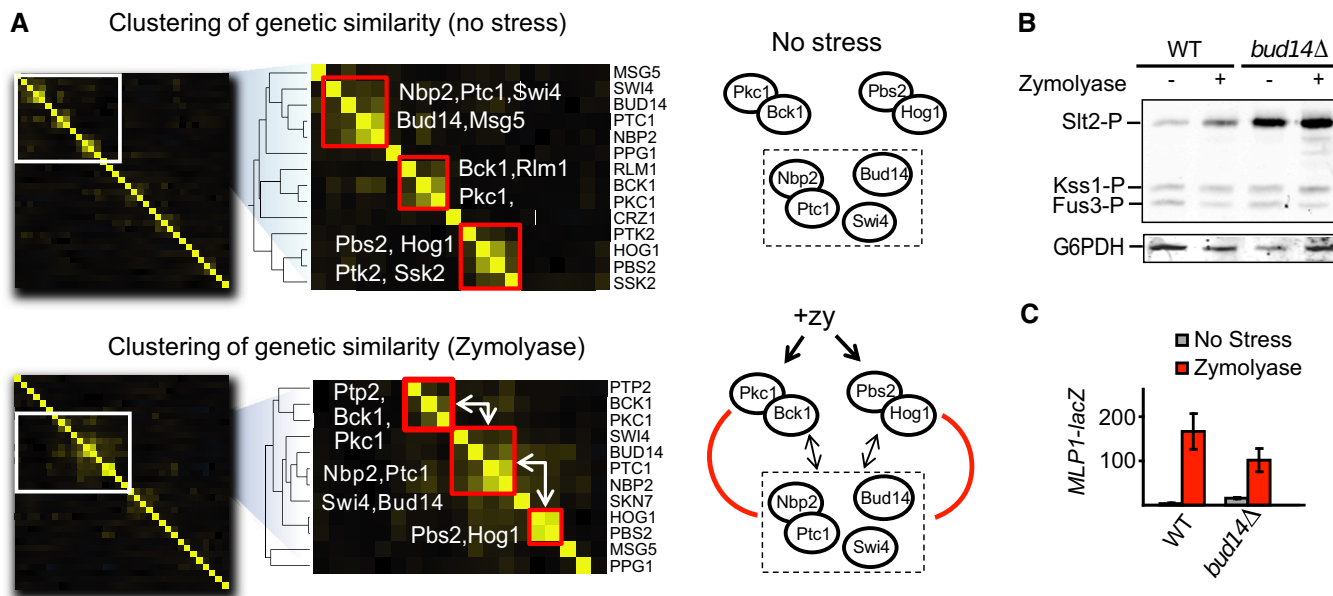 A
Clustering of genetic similarity (no stress)
Nbp2,Ptc1,Swi4
Bud14,Msg5
Bck1,Rlm1
Pkc1,
Pbs2, Hog1
Ptk2, Ssk2
MSG5
SWI4
BUD14
PTC1
NBP2
PPG1
RLM1
BCK1
PKC1
CRZ1
PTK2
HOG1
PBS2
SSK2
No stress
Pkc1
Bck1
Pbs2
Hog1
Nbp2
Ptc1
Bud14
Swi4
Clustering of genetic similarity (Zymolyase)
Ptp2,
Bck1,
Pkc1
Nbp2,Ptc1
Swi4,Bud14
Pbs2,Hog1
PTP2
BCK1
PKC1
SWI4
BUD14
PTC1
NBP2
SKN7
HOG1
PBS2
MSG5
PPG1
+zy
Pkc1
Bck1
Pbs2
Hog1
Nbp2
Ptc1
Bud14
Swi4
B
WT bud14Δ
Zymolyase - + - +
Slt2-P
Kss1-P
Fus3-P
G6PDH
C
No Stress
Zymolyase
MLP1-lacZ
200
100
WT
bud14Δ